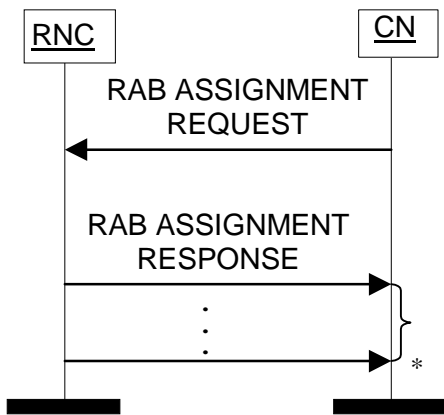 RNC
CN
RAB ASSIGNMENT
REQUEST
RAB ASSIGNMENT
RESPONSE
*